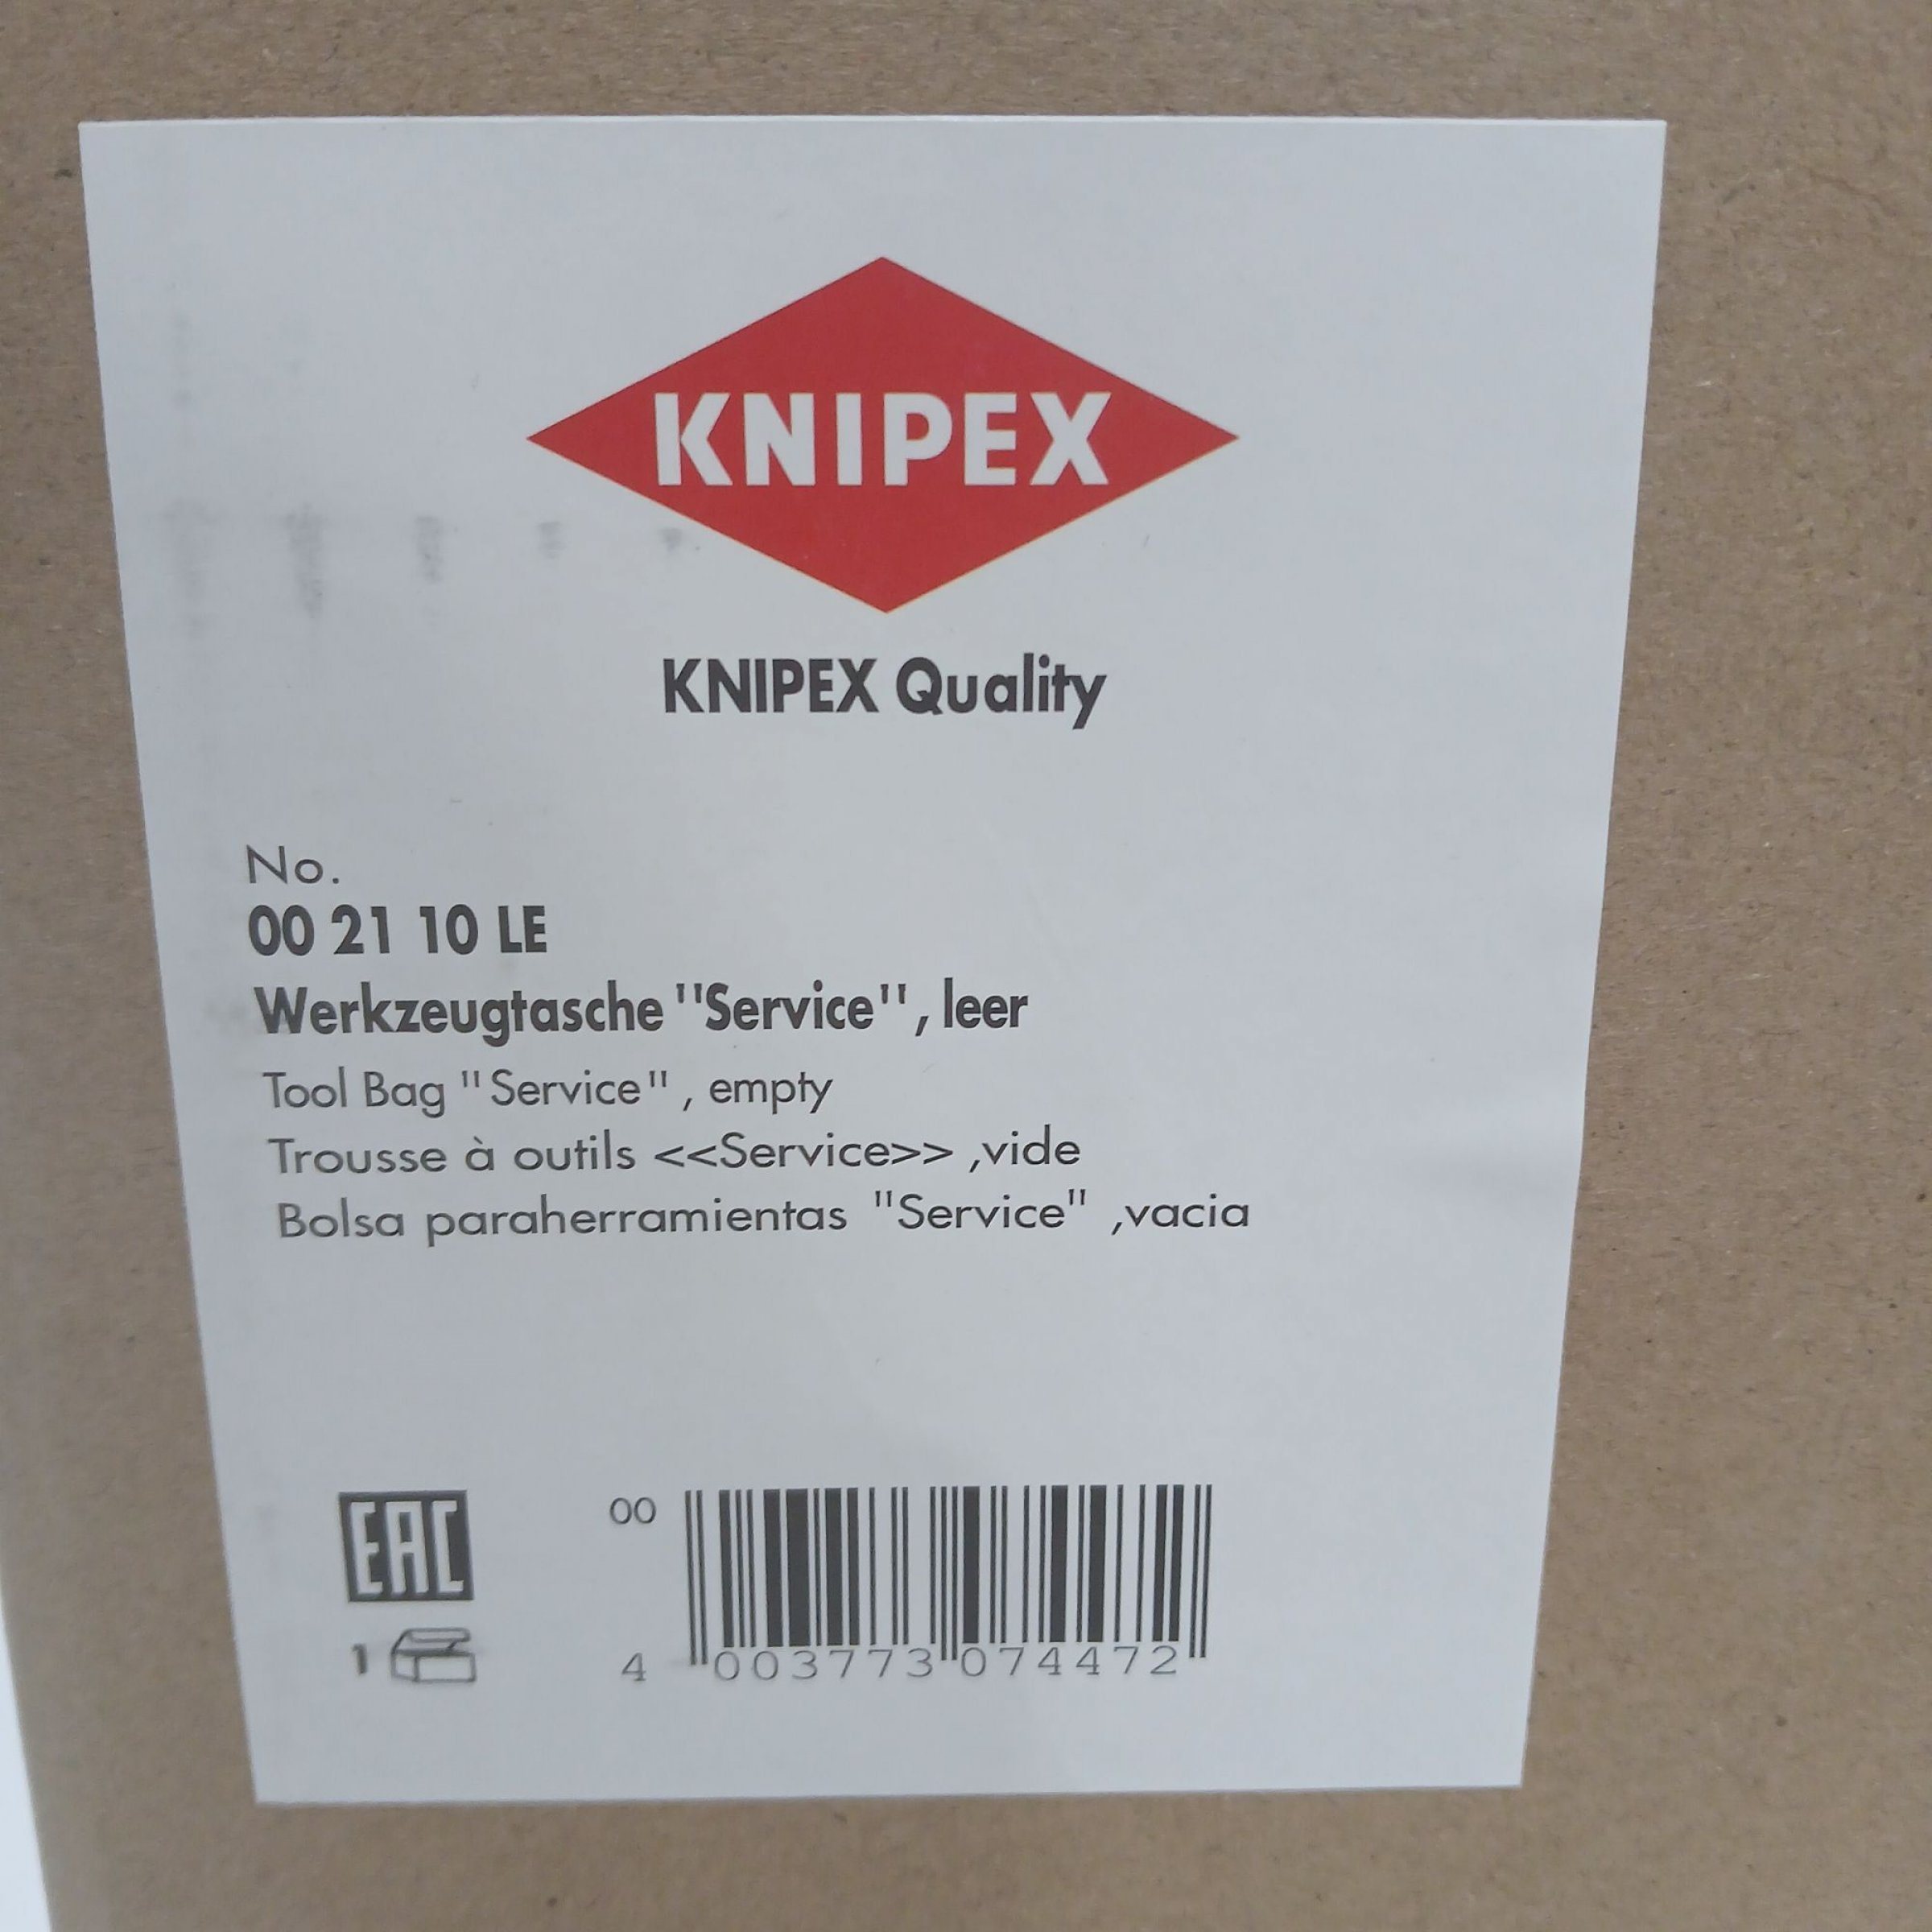 KNIPEX
KNIPEX Quality
No.
00 21 10 LE
Werkzeugtasche "Service", leer
Tool Bag "Service" , empty
Trousse à outils <<Service>> ,vide
Bolsa paraherramientas "Service" ,vacia
EAC
00
1
4 003773 074472